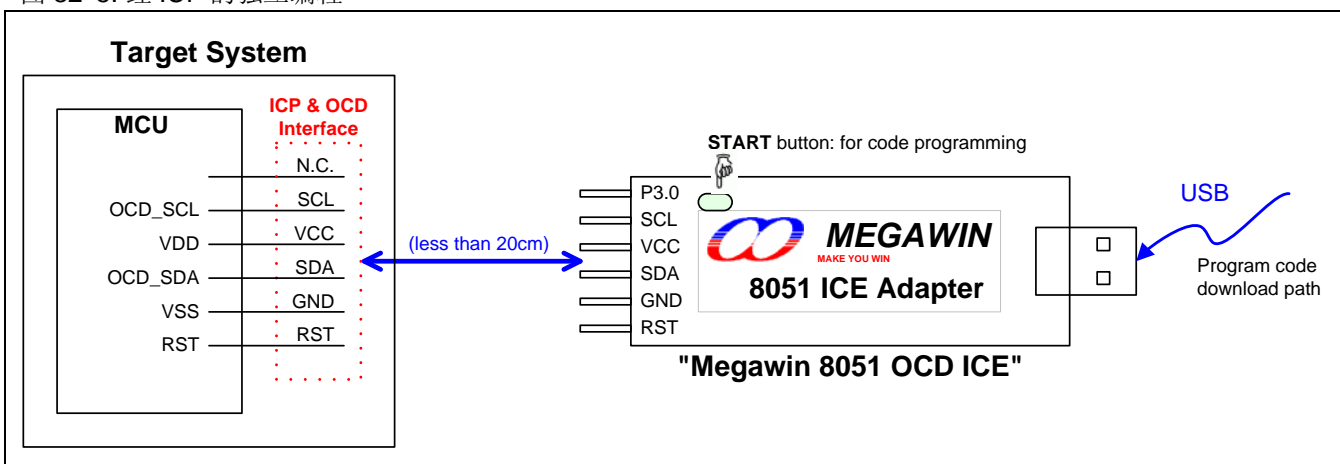 Target System
ICP & OCD
Interface
MCU
N.C.
OCD_SCL
SCL
VDD
VCC
OCD_SDA
SDA
VSS
GND
RST
RST
(less than 20cm)
START button: for code programming
P3.0
SCL
VCC
SDA
GND
RST
MEGAWIN
MAKE YOU WIN
8051 ICE Adapter
"Megawin 8051 OCD ICE"
USB
Program code
download path